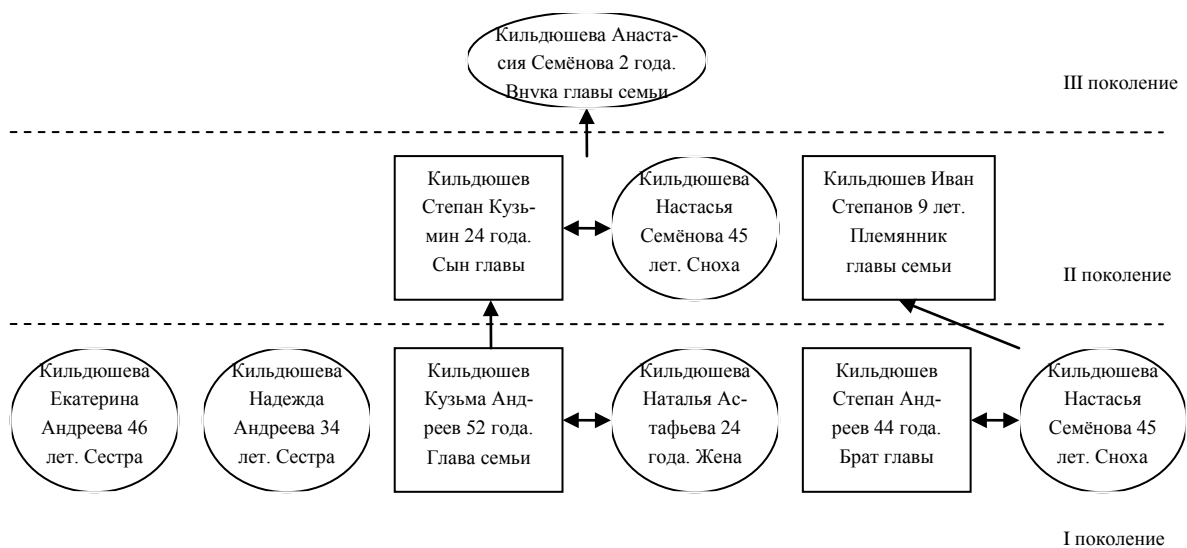 Кильдюшева Анаста-
сия Семёнова 2 года.
Внука главы семьи
III поколение
Кильдюшев
Степан Кузь-
мин 24 года.
Сын главы
Кильдюшева
Настасья
Семёнова 45
лет. Сноха
Кильдюшев Иван
Степанов 9 лет.
Племянник
главы семьи
II поколение
Кильдюшева
Екатерина
Андреева 46
лет. Сестра
Кильдюшева
Надежда
Андреева 34
лет. Сестра
Кильдюшев
Кузьма Анд-
реев 52 года.
Глава семьи
Кильдюшева
Наталья Ас-
тафьева 24
года. Жена
Кильдюшев
Степан Анд-
реев 44 года.
Брат главы
Кильдюшева
Настасья
Семёнова 45
лет. Сноха
I поколение